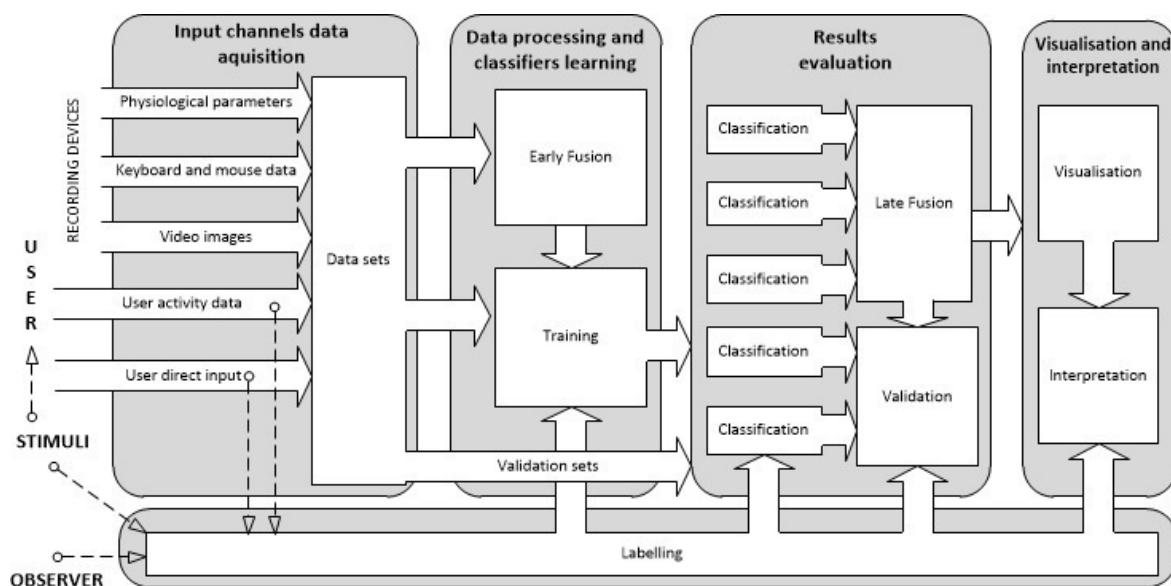 Input channels data
aquisition
Data processing and
classifiers learning
Results
evaluation
Visualisation and
interpretation
RECORDING DEVICES
Physiological parameters
Keyboard and mouse data
Video images
User activity data
User direct input
USER
STIMULI
OBSERVER
Data sets
Early Fusion
Training
Validation sets
Classification
Classification
Classification
Classification
Classification
Late Fusion
Validation
Visualisation
Interpretation
Labelling